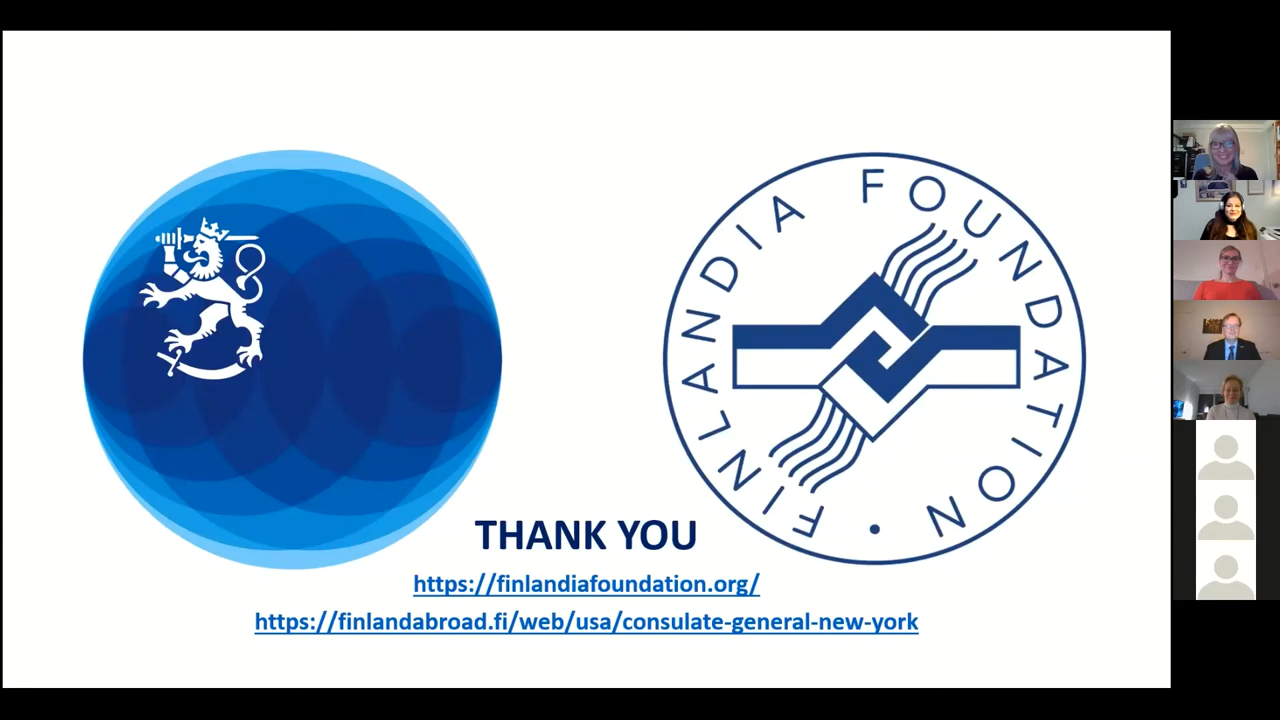 FINLANDIA FOUNDATION •
THANK YOU
https://finlandiafoundation.org/
https://finlandabroad.fi/web/usa/consulate-general-new-york